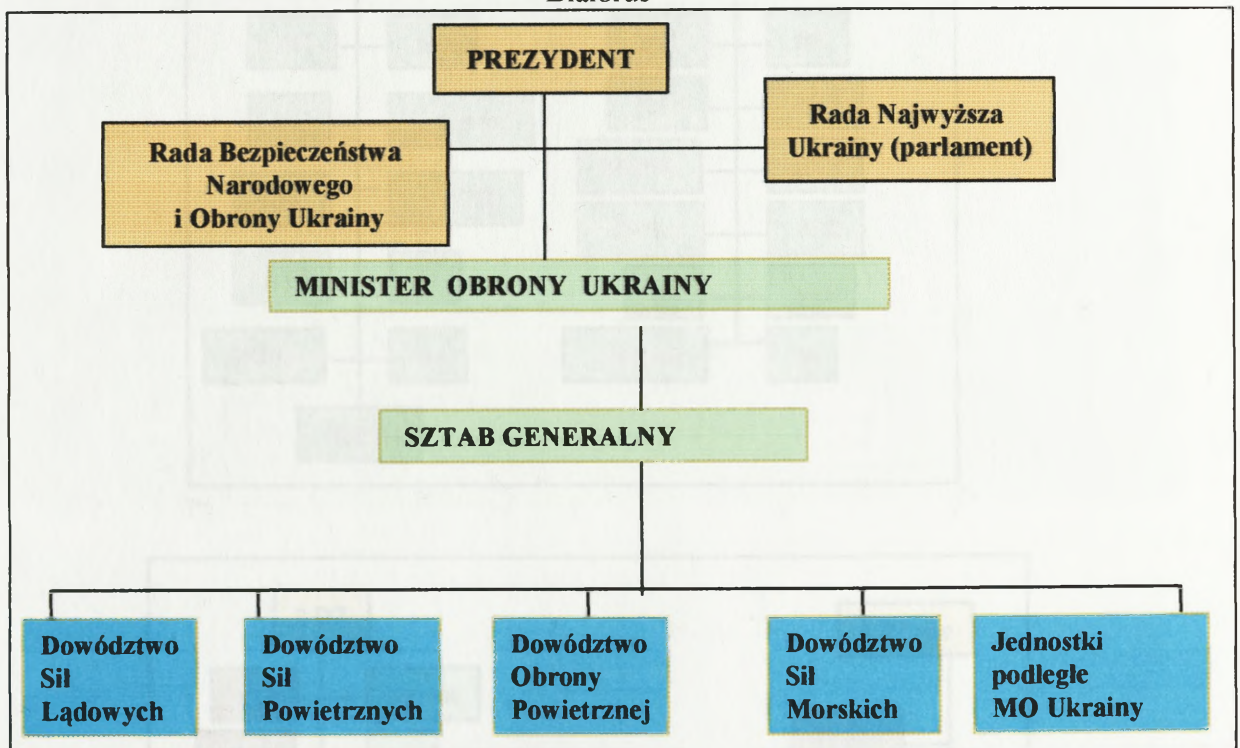 PREZYDENT
Rada Najwyższa
Ukrainy (parlament)
Rada Bezpieczeństwa
Narodowego
i Obrony Ukrainy
MINISTER OBRONY UKRAINY
SZTAB GENERALNY
Dowództwo
Sił
Lądowych
Dowództwo
Sił
Powietrznych
Dowództwo
Obrony
Powietrznej
Dowództwo
Sił
Morskich
Jednostki
podległe
MO Ukrainy